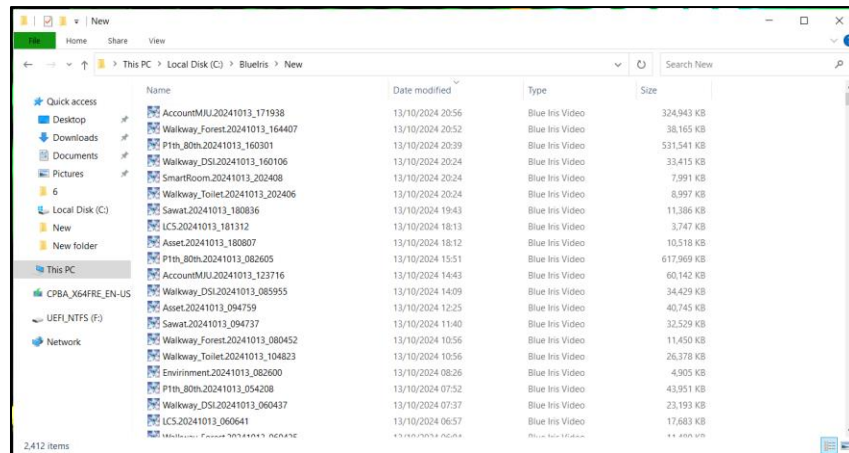 New
File Home Share View
This PC > Local Disk (C:) > BlueIris > New
Search New
Quick access
Desktop
Downloads
Documents
Pictures
6
Local Disk (C:)
New
New folder
This PC
CPBA_X64FRE_EN-US
UEFI_NTFS (F:)
Network
Name Date modified Type Size
AccountMJU.20241013_171938 13/10/2024 20:56 Blue Iris Video 324,943 KB
Walkway_Forest.20241013_164407 13/10/2024 20:52 Blue Iris Video 38,165 KB
P1th_80th.20241013_160301 13/10/2024 20:39 Blue Iris Video 531,541 KB
Walkway_DSI.20241013_160106 13/10/2024 20:24 Blue Iris Video 33,415 KB
SmartRoom.20241013_202408 13/10/2024 20:24 Blue Iris Video 7,991 KB
Walkway_Toilet.20241013_202406 13/10/2024 20:24 Blue Iris Video 8,997 KB
Sawat.20241013_180836 13/10/2024 19:43 Blue Iris Video 11,386 KB
LC5.20241013_181312 13/10/2024 18:13 Blue Iris Video 3,747 KB
Asset.20241013_180807 13/10/2024 18:12 Blue Iris Video 10,518 KB
P1th_80th.20241013_082605 13/10/2024 15:51 Blue Iris Video 617,969 KB
AccountMJU.20241013_123716 13/10/2024 14:43 Blue Iris Video 60,142 KB
Walkway_DSI.20241013_085955 13/10/2024 14:09 Blue Iris Video 34,429 KB
Asset.20241013_094759 13/10/2024 12:25 Blue Iris Video 40,745 KB
Sawat.20241013_094737 13/10/2024 11:40 Blue Iris Video 32,529 KB
Walkway_Forest.20241013_080452 13/10/2024 10:56 Blue Iris Video 11,450 KB
Walkway_Toilet.20241013_104823 13/10/2024 10:56 Blue Iris Video 26,378 KB
Envirinment.20241013_082600 13/10/2024 08:26 Blue Iris Video 4,905 KB
P1th_80th.20241013_054208 13/10/2024 07:52 Blue Iris Video 43,951 KB
Walkway_DSI.20241013_060437 13/10/2024 07:37 Blue Iris Video 23,193 KB
LC5.20241013_060641 13/10/2024 06:57 Blue Iris Video 17,683 KB
2,412 items